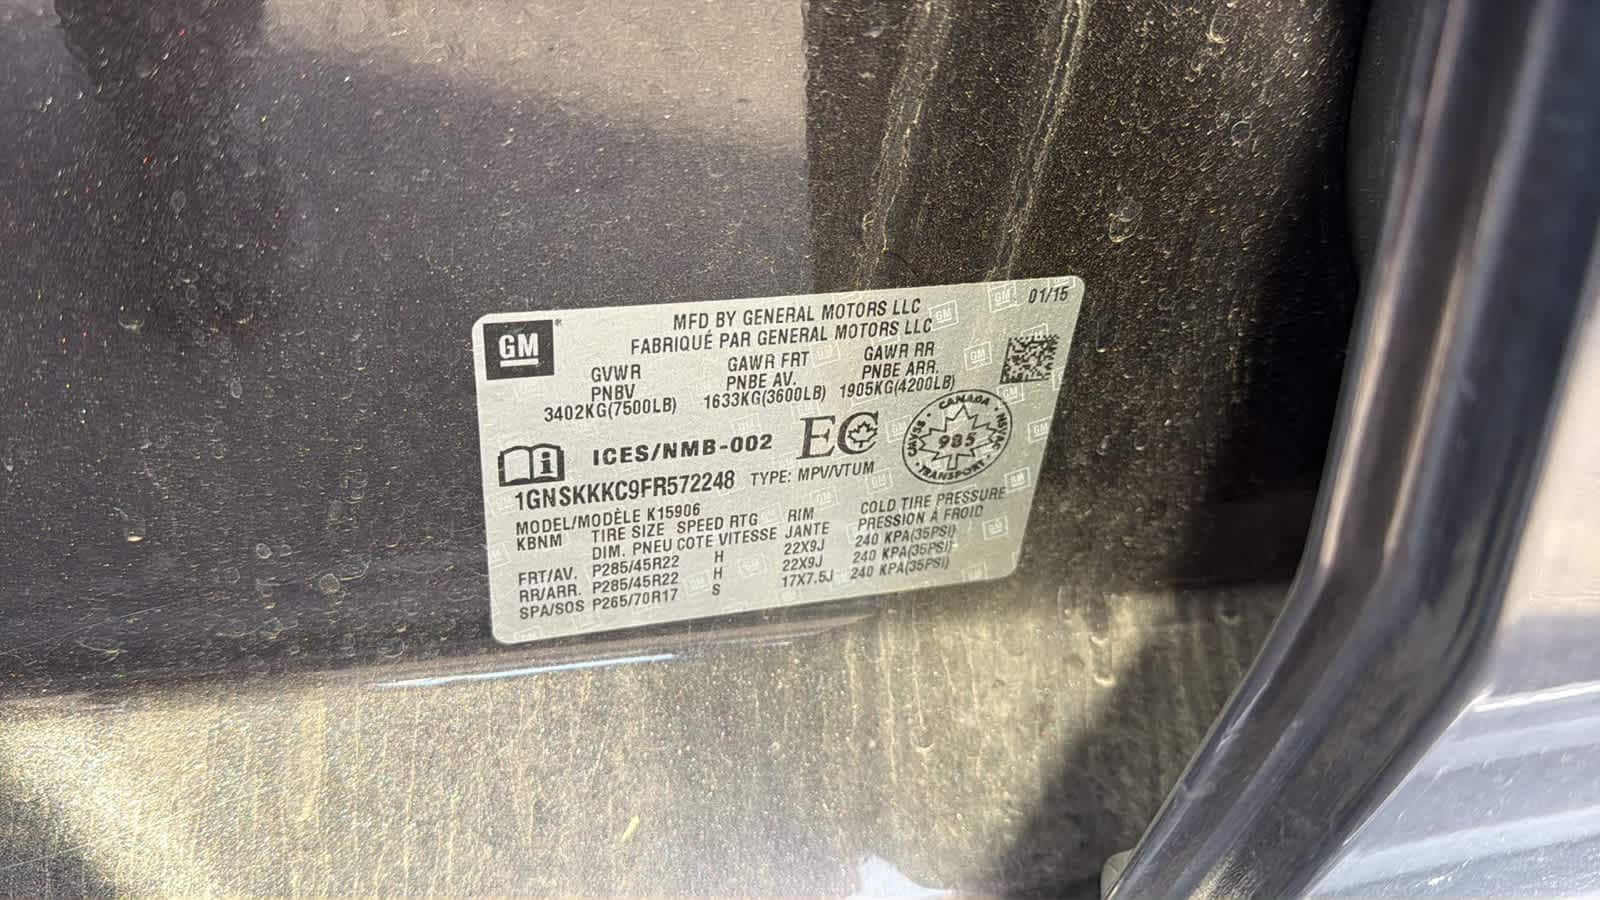 GM
MFD BY GENERAL MOTORS LLC 01/15
FABRIQUÉ PAR GENERAL MOTORS LLC
GVWR GAWR FRT GAWR RR
PNBV PNBE AV. PNBE ARR.
3402KG(7500LB) 1633KG(3600LB) 1905KG(4200LB)
ICES/NMB-002 EC
CANADA NSVAC TRANSPORT CMVSS 985
1GNSKKKC9FR572248 TYPE: MPV/VTUM
MODEL/MODÈLE K15906
KBNM TIRE SIZE SPEED RTG RIM COLD TIRE PRESSURE
DIM. PNEU COTE VITESSE JANTE PRESSION À FROID
FRT/AV. P285/45R22 H 22X9J 240 KPA(35PSI)
RR/ARR. P285/45R22 H 22X9J 240 KPA(35PSI)
SPA/SOS P265/70R17 S 17X7.5J 240 KPA(35PSI)